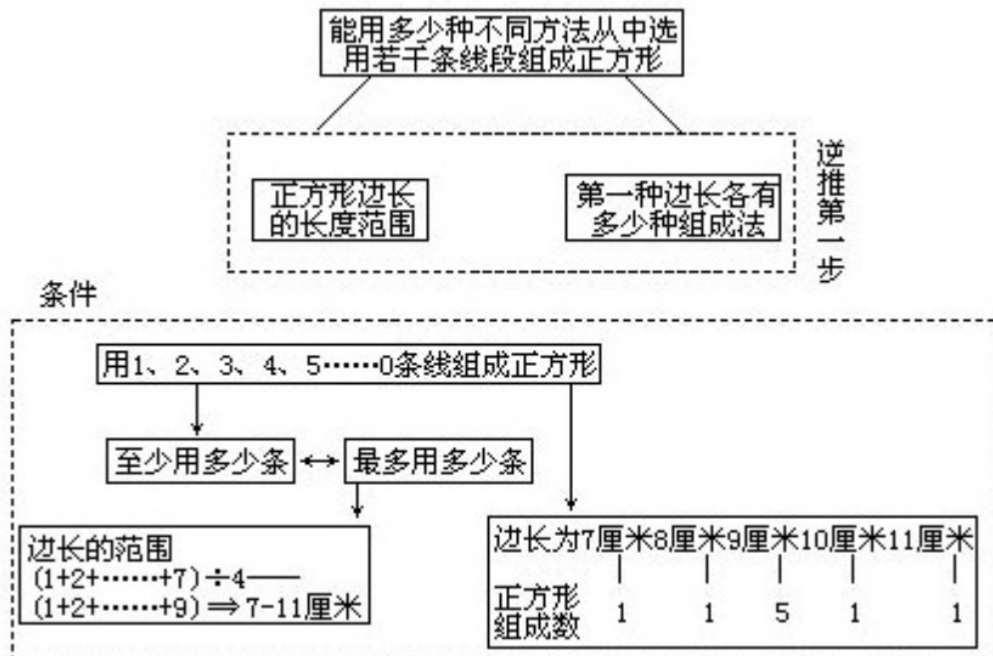 能用多少种不同方法从中选
用若干条线段组成正方形
正方形边长
的长度范围
第一种边长各有
多少种组成法
逆推第一步
条件
用1、2、3、4、5……0条线组成正方形
至少用多少条
最多用多少条
边长的范围
(1+2+……+7)÷4——
(1+2+……+9)⇒7-11厘米
边长为7厘米8厘米9厘米10厘米11厘米
正方形
组成数
1 1 5 1 1